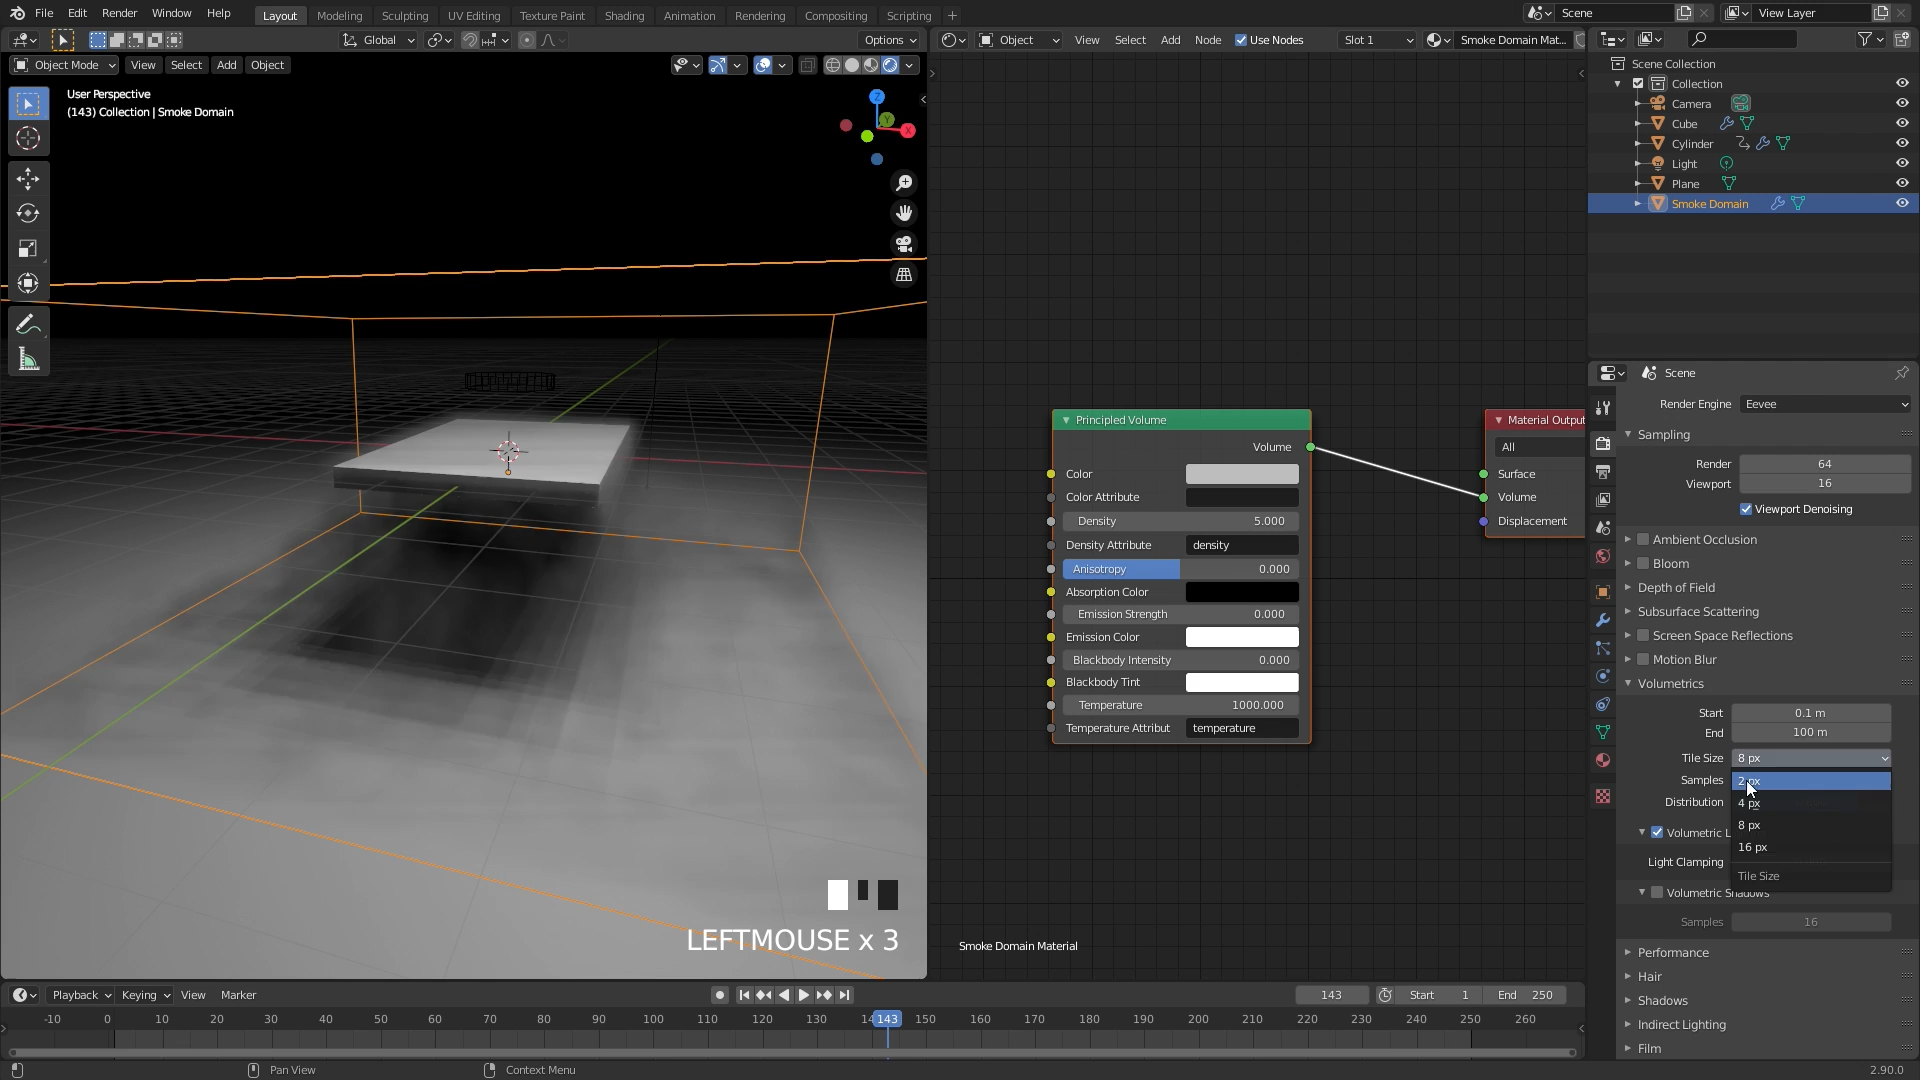 File Edit Render Window Help Layout Modeling Sculpting UV Editing Texture Paint Shading Animation Rendering Compositing Scripting Scene View Layer
Global Options Object View Select Add Node Use Nodes Slot 1 Smoke Domain Mat...
Object Mode View Select Add Object
User Perspective
(143) Collection | Smoke Domain
Z
Y
X
Scene Collection
Collection
Camera
Cube
Cylinder
Light
Plane
Smoke Domain
Principled Volume
Volume
Color
Color Attribute
Density 5.000
Density Attribute density
Anisotropy 0.000
Absorption Color
Emission Strength 0.000
Emission Color
Blackbody Intensity 0.000
Blackbody Tint
Temperature 1000.000
Temperature Attribut temperature
Material Output
All
Surface
Volume
Displacement
Smoke Domain Material
LEFTMOUSE x 3
Scene
Render Engine Eevee
Sampling
Render 64
Viewport 16
Viewport Denoising
Ambient Occlusion
Bloom
Depth of Field
Subsurface Scattering
Screen Space Reflections
Motion Blur
Volumetrics
Start 0.1 m
End 100 m
Tile Size 8 px
Samples 2 px
Distribution 4 px
8 px
Volumetric L
16 px
Light Clamping
Tile Size
Volumetric Shadows
Samples 16
Performance
Hair
Shadows
Indirect Lighting
Film
Playback Keying View Marker 143 Start 1 End 250
-10 0 10 20 30 40 50 60 70 80 90 100 110 120 130 14 143 150 160 170 180 190 200 210 220 230 240 250 260
Pan View Context Menu 2.90.0